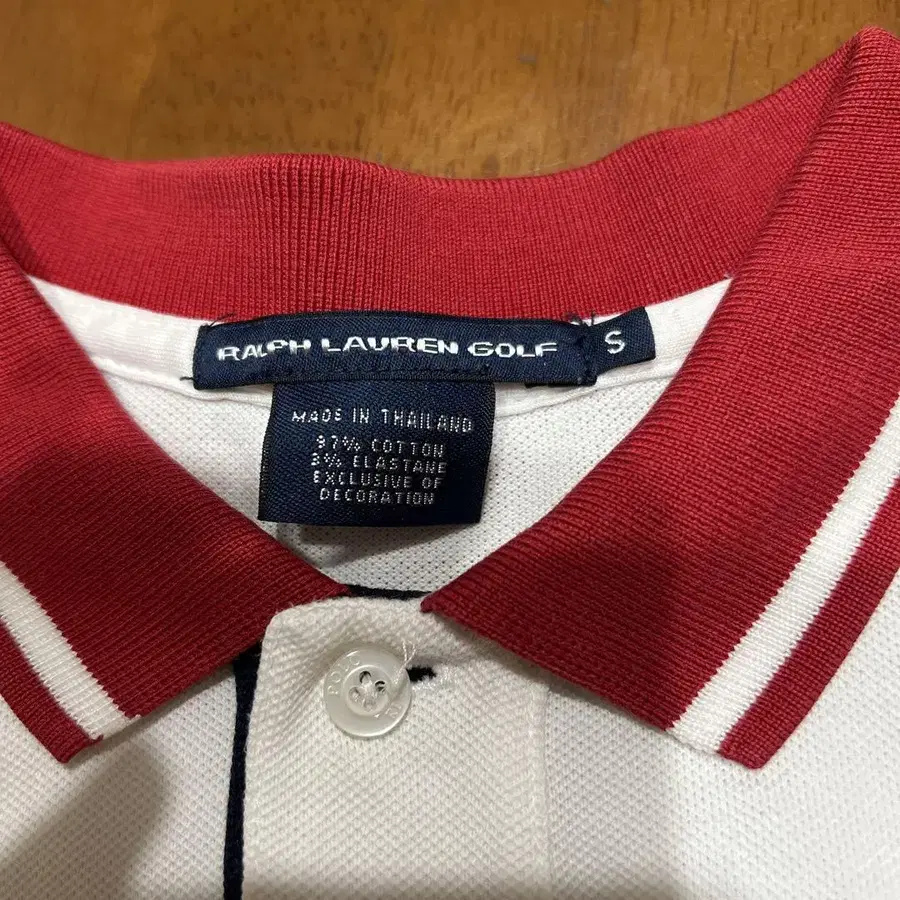 RALPH LAUREN GOLF
S
MADE IN THAILAND
97% COTTON
3% ELASTANE
EXCLUSIVE OF
DECORATION